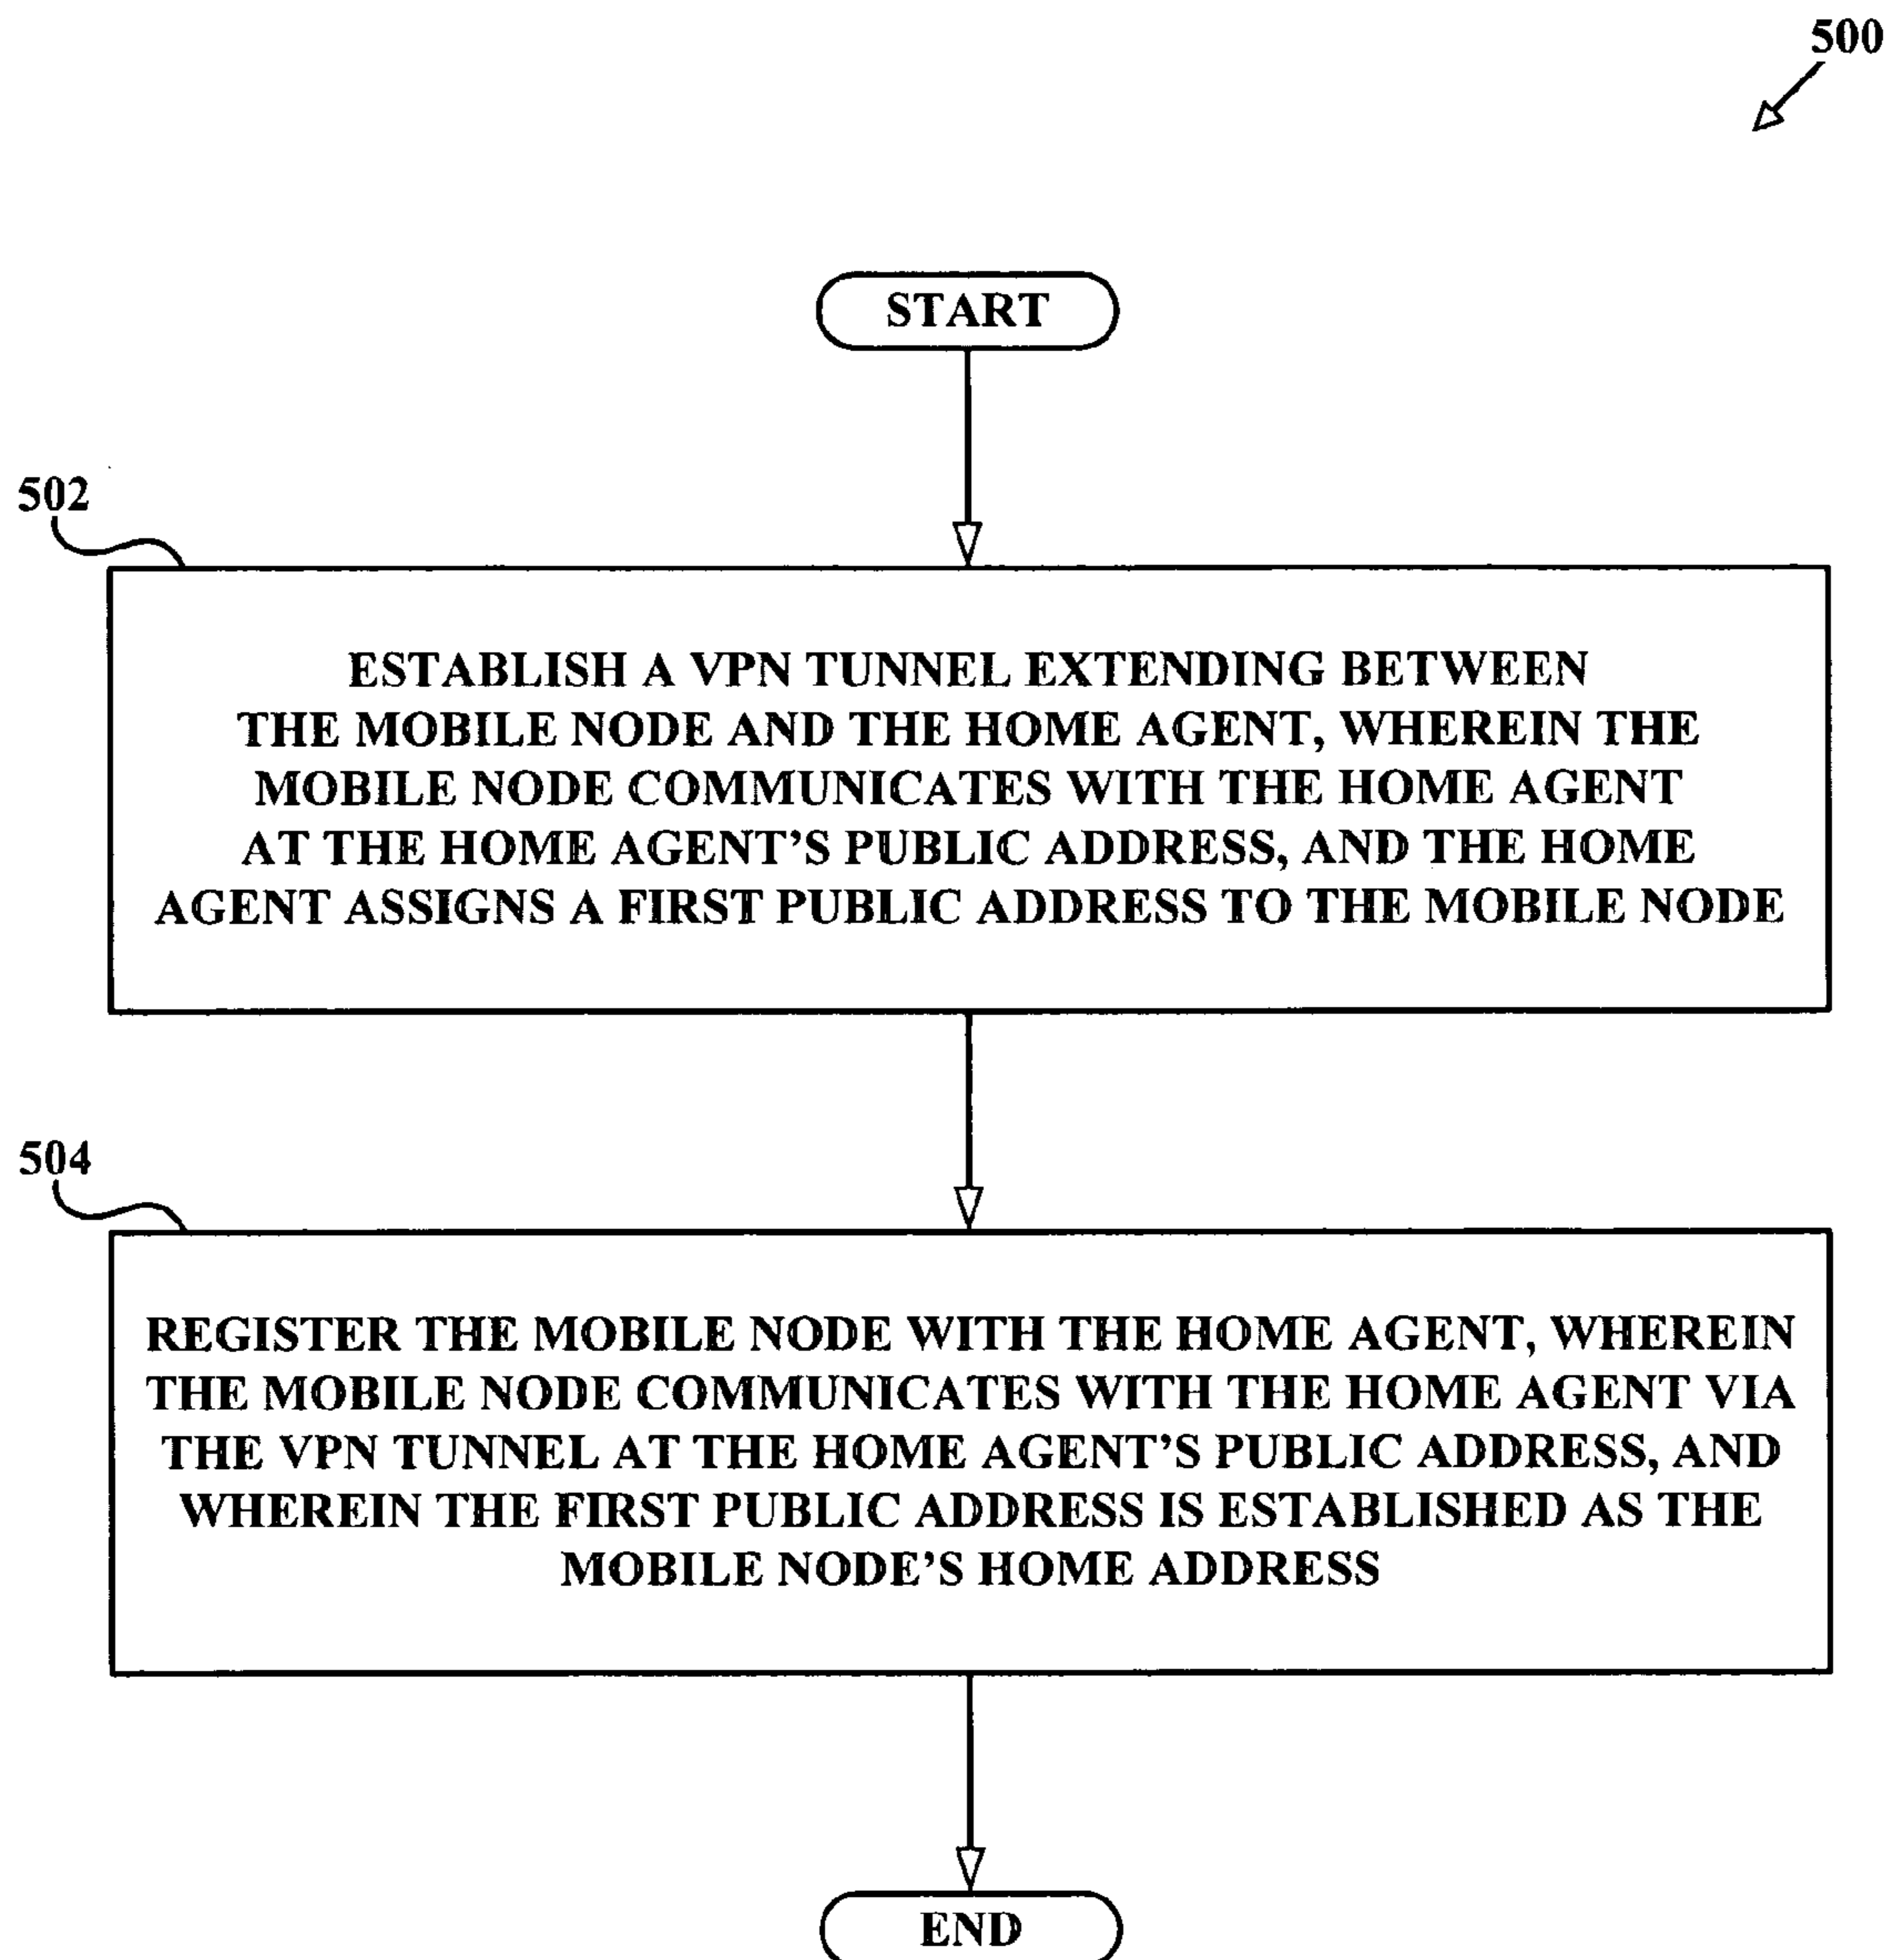 500
START
502
ESTABLISH A VPN TUNNEL EXTENDING BETWEEN
THE MOBILE NODE AND THE HOME AGENT, WHEREIN THE
MOBILE NODE COMMUNICATES WITH THE HOME AGENT
AT THE HOME AGENT'S PUBLIC ADDRESS, AND THE HOME
AGENT ASSIGNS A FIRST PUBLIC ADDRESS TO THE MOBILE NODE
504
REGISTER THE MOBILE NODE WITH THE HOME AGENT, WHEREIN
THE MOBILE NODE COMMUNICATES WITH THE HOME AGENT VIA
THE VPN TUNNEL AT THE HOME AGENT'S PUBLIC ADDRESS, AND
WHEREIN THE FIRST PUBLIC ADDRESS IS ESTABLISHED AS THE
MOBILE NODE'S HOME ADDRESS
END